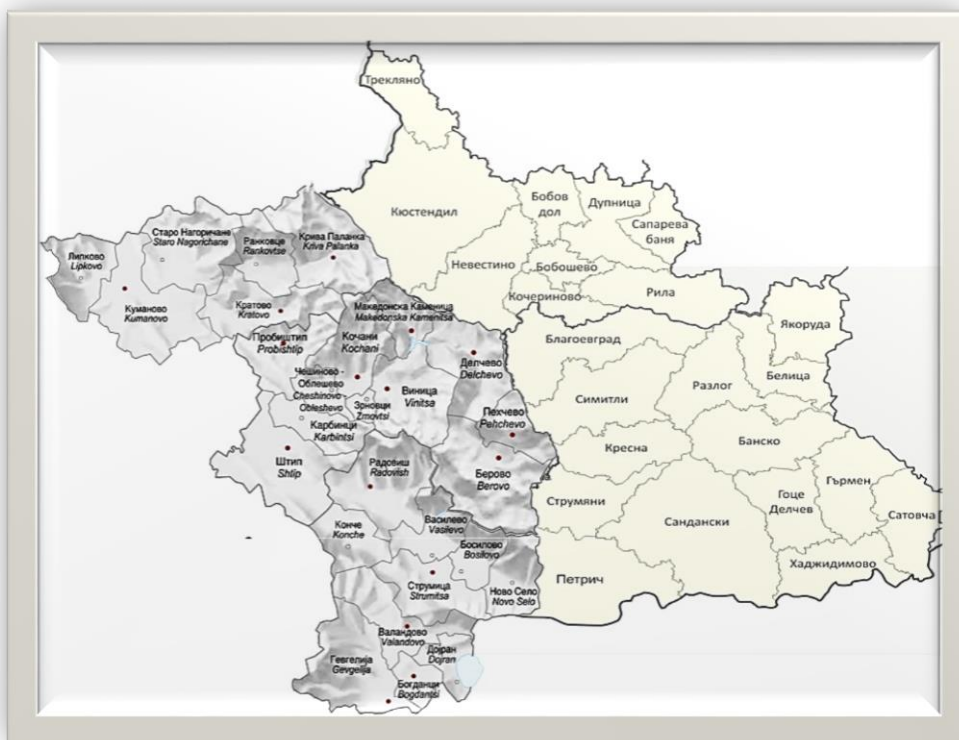 Трекляно
Кюстендил
Бобов
дол
Дупница
Сапарева
баня
Невестино
Бобошево
Кочериново
Рила
Старо Нагоричане
Staro Nagorichane
Ранковце
Rankovtse
Крива Паланка
Kriva Palanka
Липково
Lipkovo
Куманово
Kumanovo
Кратово
Kratovo
Македонска Каменица
Makedonska Kamenitsa
Пробиштип
Probishtip
Кочани
Kochani
Делчево
Delchevo
Чешиново -
Облешево
Cheshinovo -
Obleshevo
Виница
Vinitsa
Зрновци
Zrnovtsi
Карбинци
Karbintsi
Пехчево
Pehchevo
Штип
Shtip
Радовиш
Radovish
Берово
Berovo
Конче
Konche
Василево
Vasilevo
Босилово
Bosilovo
Струмица
Strumitsa
Ново Село
Novo Selo
Валандово
Valandovo
Дојран
Dojran
Гевгелија
Gevgelija
Богданци
Bogdantsi
Благоевград
Якоруда
Белица
Разлог
Симитли
Банско
Кресна
Гърмен
Струмяни
Гоце
Делчев
Сатовча
Сандански
Хаджидимово
Петрич